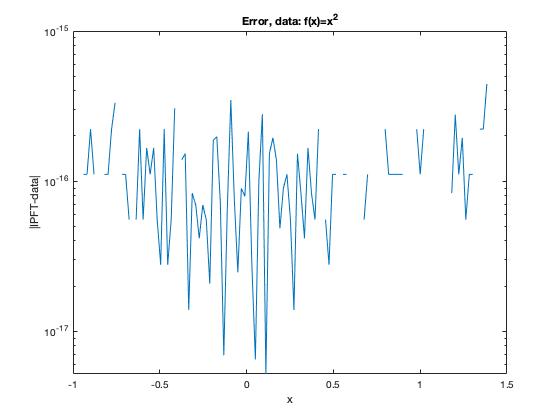 Error, data: f(x)=x²
10⁻¹⁵
10⁻¹⁶
10⁻¹⁷
|IPFT-data|
-1 -0.5 0 0.5 1 1.5
x